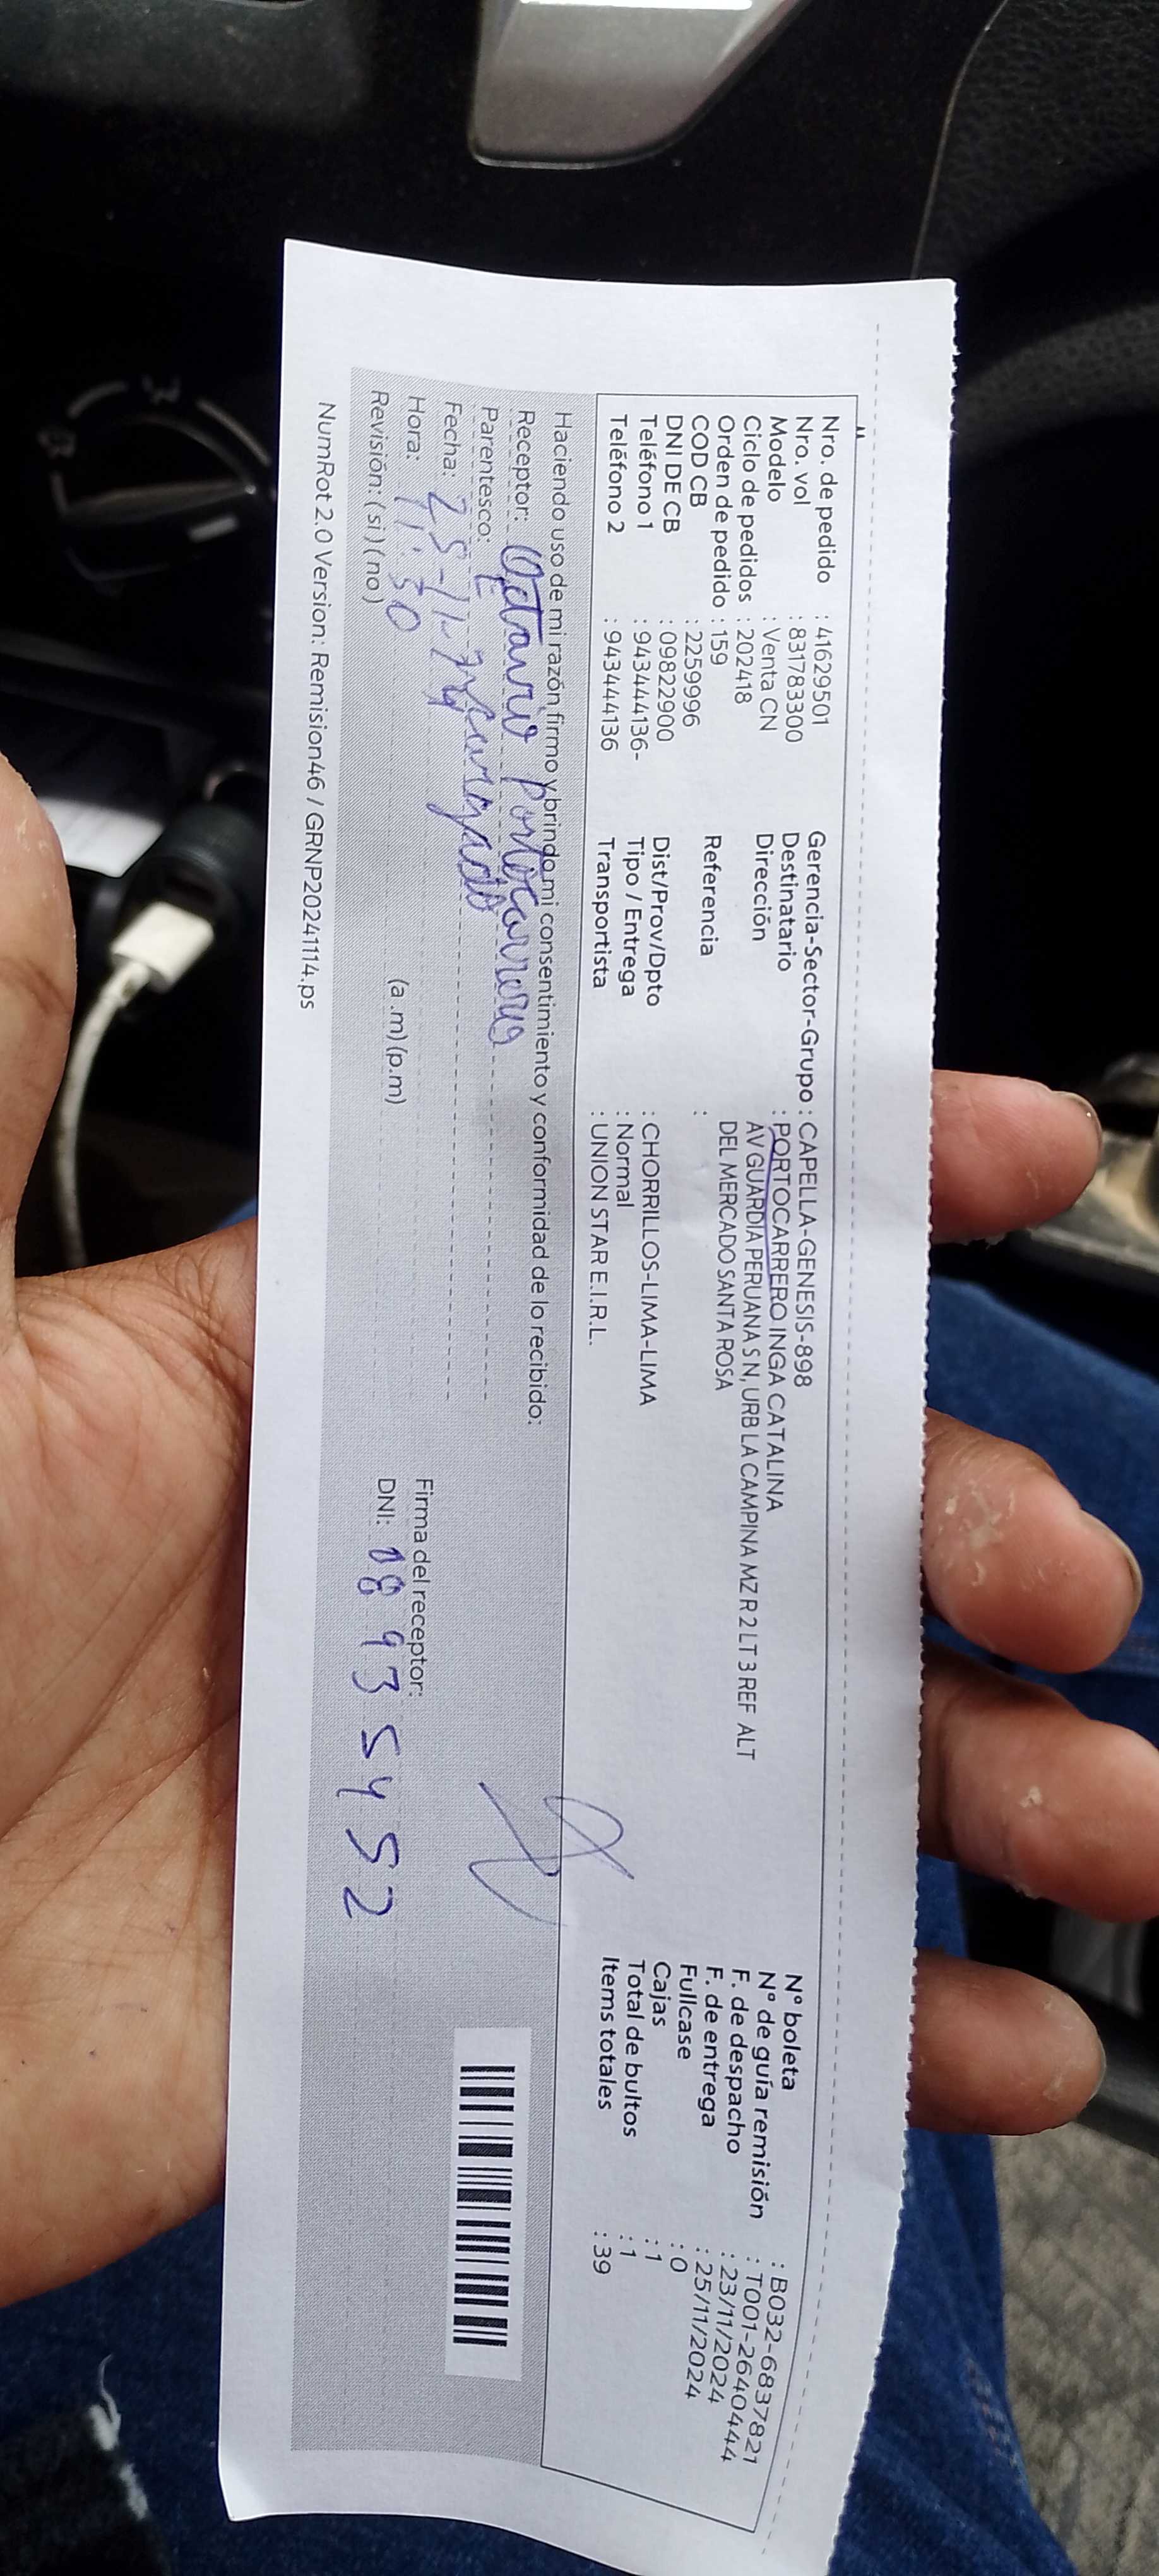 Nro. de pedido : 41629501
Nro. vol : 831783300
Modelo : Venta CN
Ciclo de pedidos : 202418
Orden de pedido : 159
COD CB : 2259996
DNI DE CB : 09822900
Teléfono 1 : 943444136-
Teléfono 2 : 943444136
Gerencia-Sector-Grupo : CAPELLA-GENESIS-898
Destinatario : PORTOCARRERO INGA CATALINA
Dirección AV GUARDIA PERUANA S N, URB LA CAMPINA MZ R 2 LT 3 REF ALT
DEL MERCADO SANTA ROSA
Referencia :
Dist/Prov/Dpto : CHORRILLOS-LIMA-LIMA
Tipo / Entrega : Normal
Transportista : UNION STAR E.I.R.L.
N° boleta : B032-6837821
N° de guía remisión : T001-2640444
F. de despacho : 23/11/2024
F. de entrega : 25/11/2024
Fullcase : 0
Cajas : 1
Total de bultos : 1
Items totales : 39
Haciendo uso de mi razón firmo y brindo mi consentimiento y conformidad de lo recibido:
Receptor: Octavio Portocarrero
Parentesco: Encargado
Fecha: 25-11-24
Hora: 11:30 (a.m) (p.m)
Revisión: (si) (no)
Firma del receptor:
DNI: 08935452
NumRot 2.0 Version: Remision46 / GRNP20241114.ps